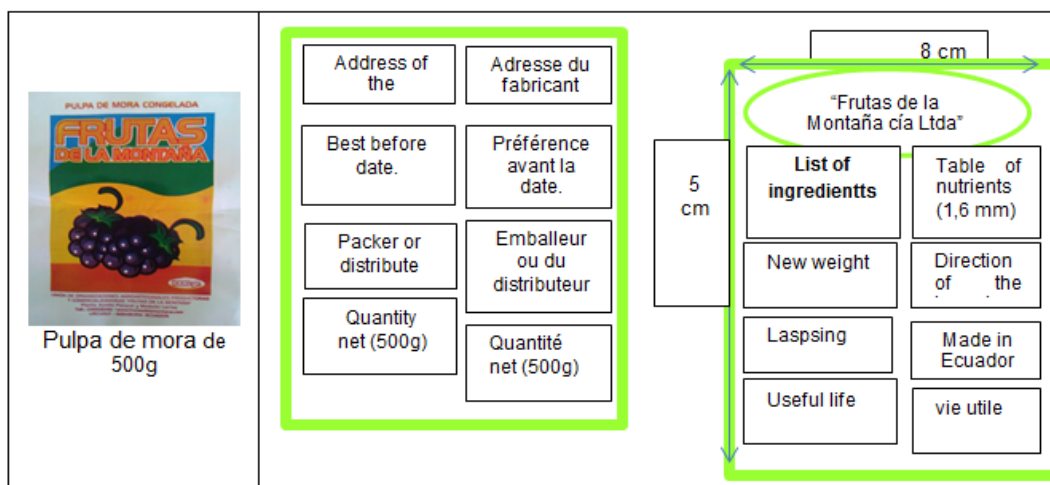 PULPA DE MORA CONGELADA
FRUTAS
DE LA MONTAÑA
Pulpa de mora de
500g
Address of
the
Adresse du
fabricant
Best before
date.
Préférence
avant la
date.
Packer or
distribute
Emballeur
ou du
distributeur
Quantity
net (500g)
Quantité
net (500g)
8 cm
5
cm
“Frutas de la
Montaña cía Ltda”
List of
ingredientts
Table of
nutrients
(1,6 mm)
New weight
Direction
of the
Laspsing
Made in
Ecuador
Useful life
vie utile